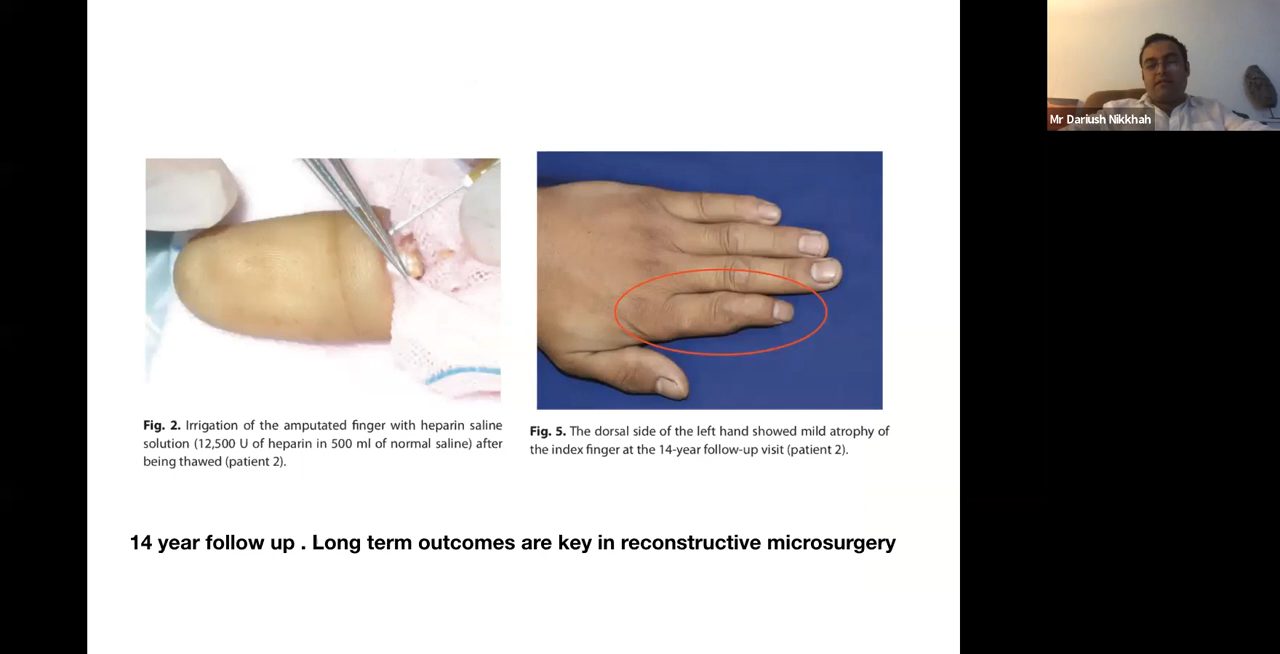 Mr Dariush Nikkhah
Fig. 2. Irrigation of the amputated finger with heparin saline
solution (12,500 U of heparin in 500 ml of normal saline) after
being thawed (patient 2).
Fig. 5. The dorsal side of the left hand showed mild atrophy of
the index finger at the 14-year follow-up visit (patient 2).
14 year follow up . Long term outcomes are key in reconstructive microsurgery